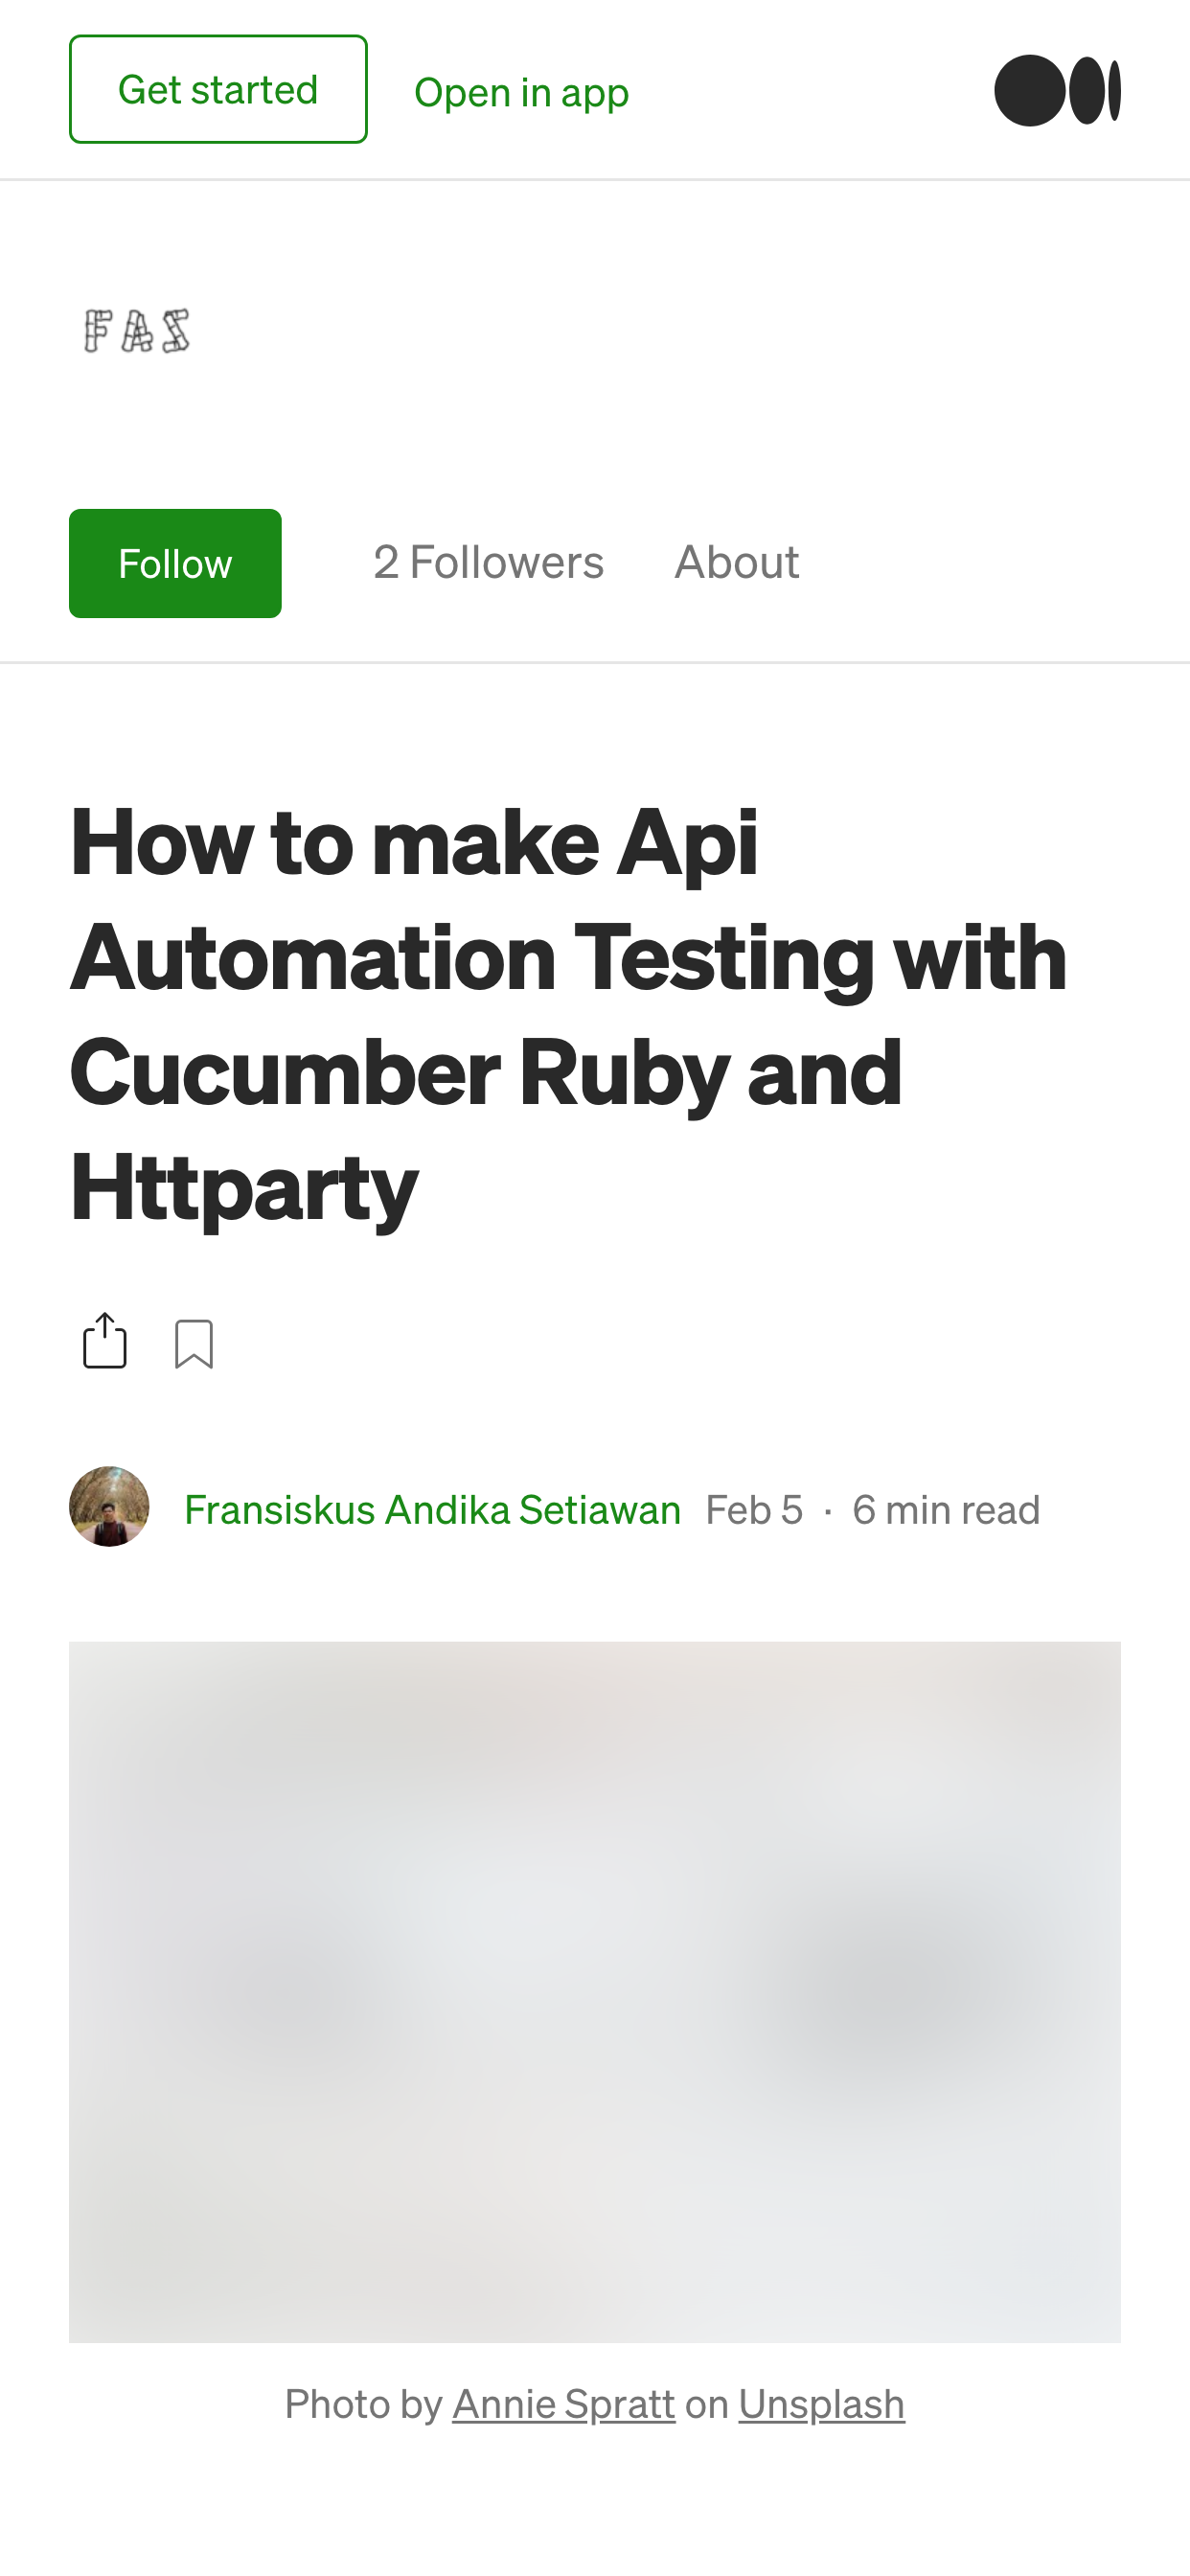 Get started
Open in app
FAS
Follow
2 Followers
About
How to make Api
Automation Testing with
Cucumber Ruby and
Httparty
Fransiskus Andika Setiawan Feb 5 · 6 min read
Photo by Annie Spratt on Unsplash